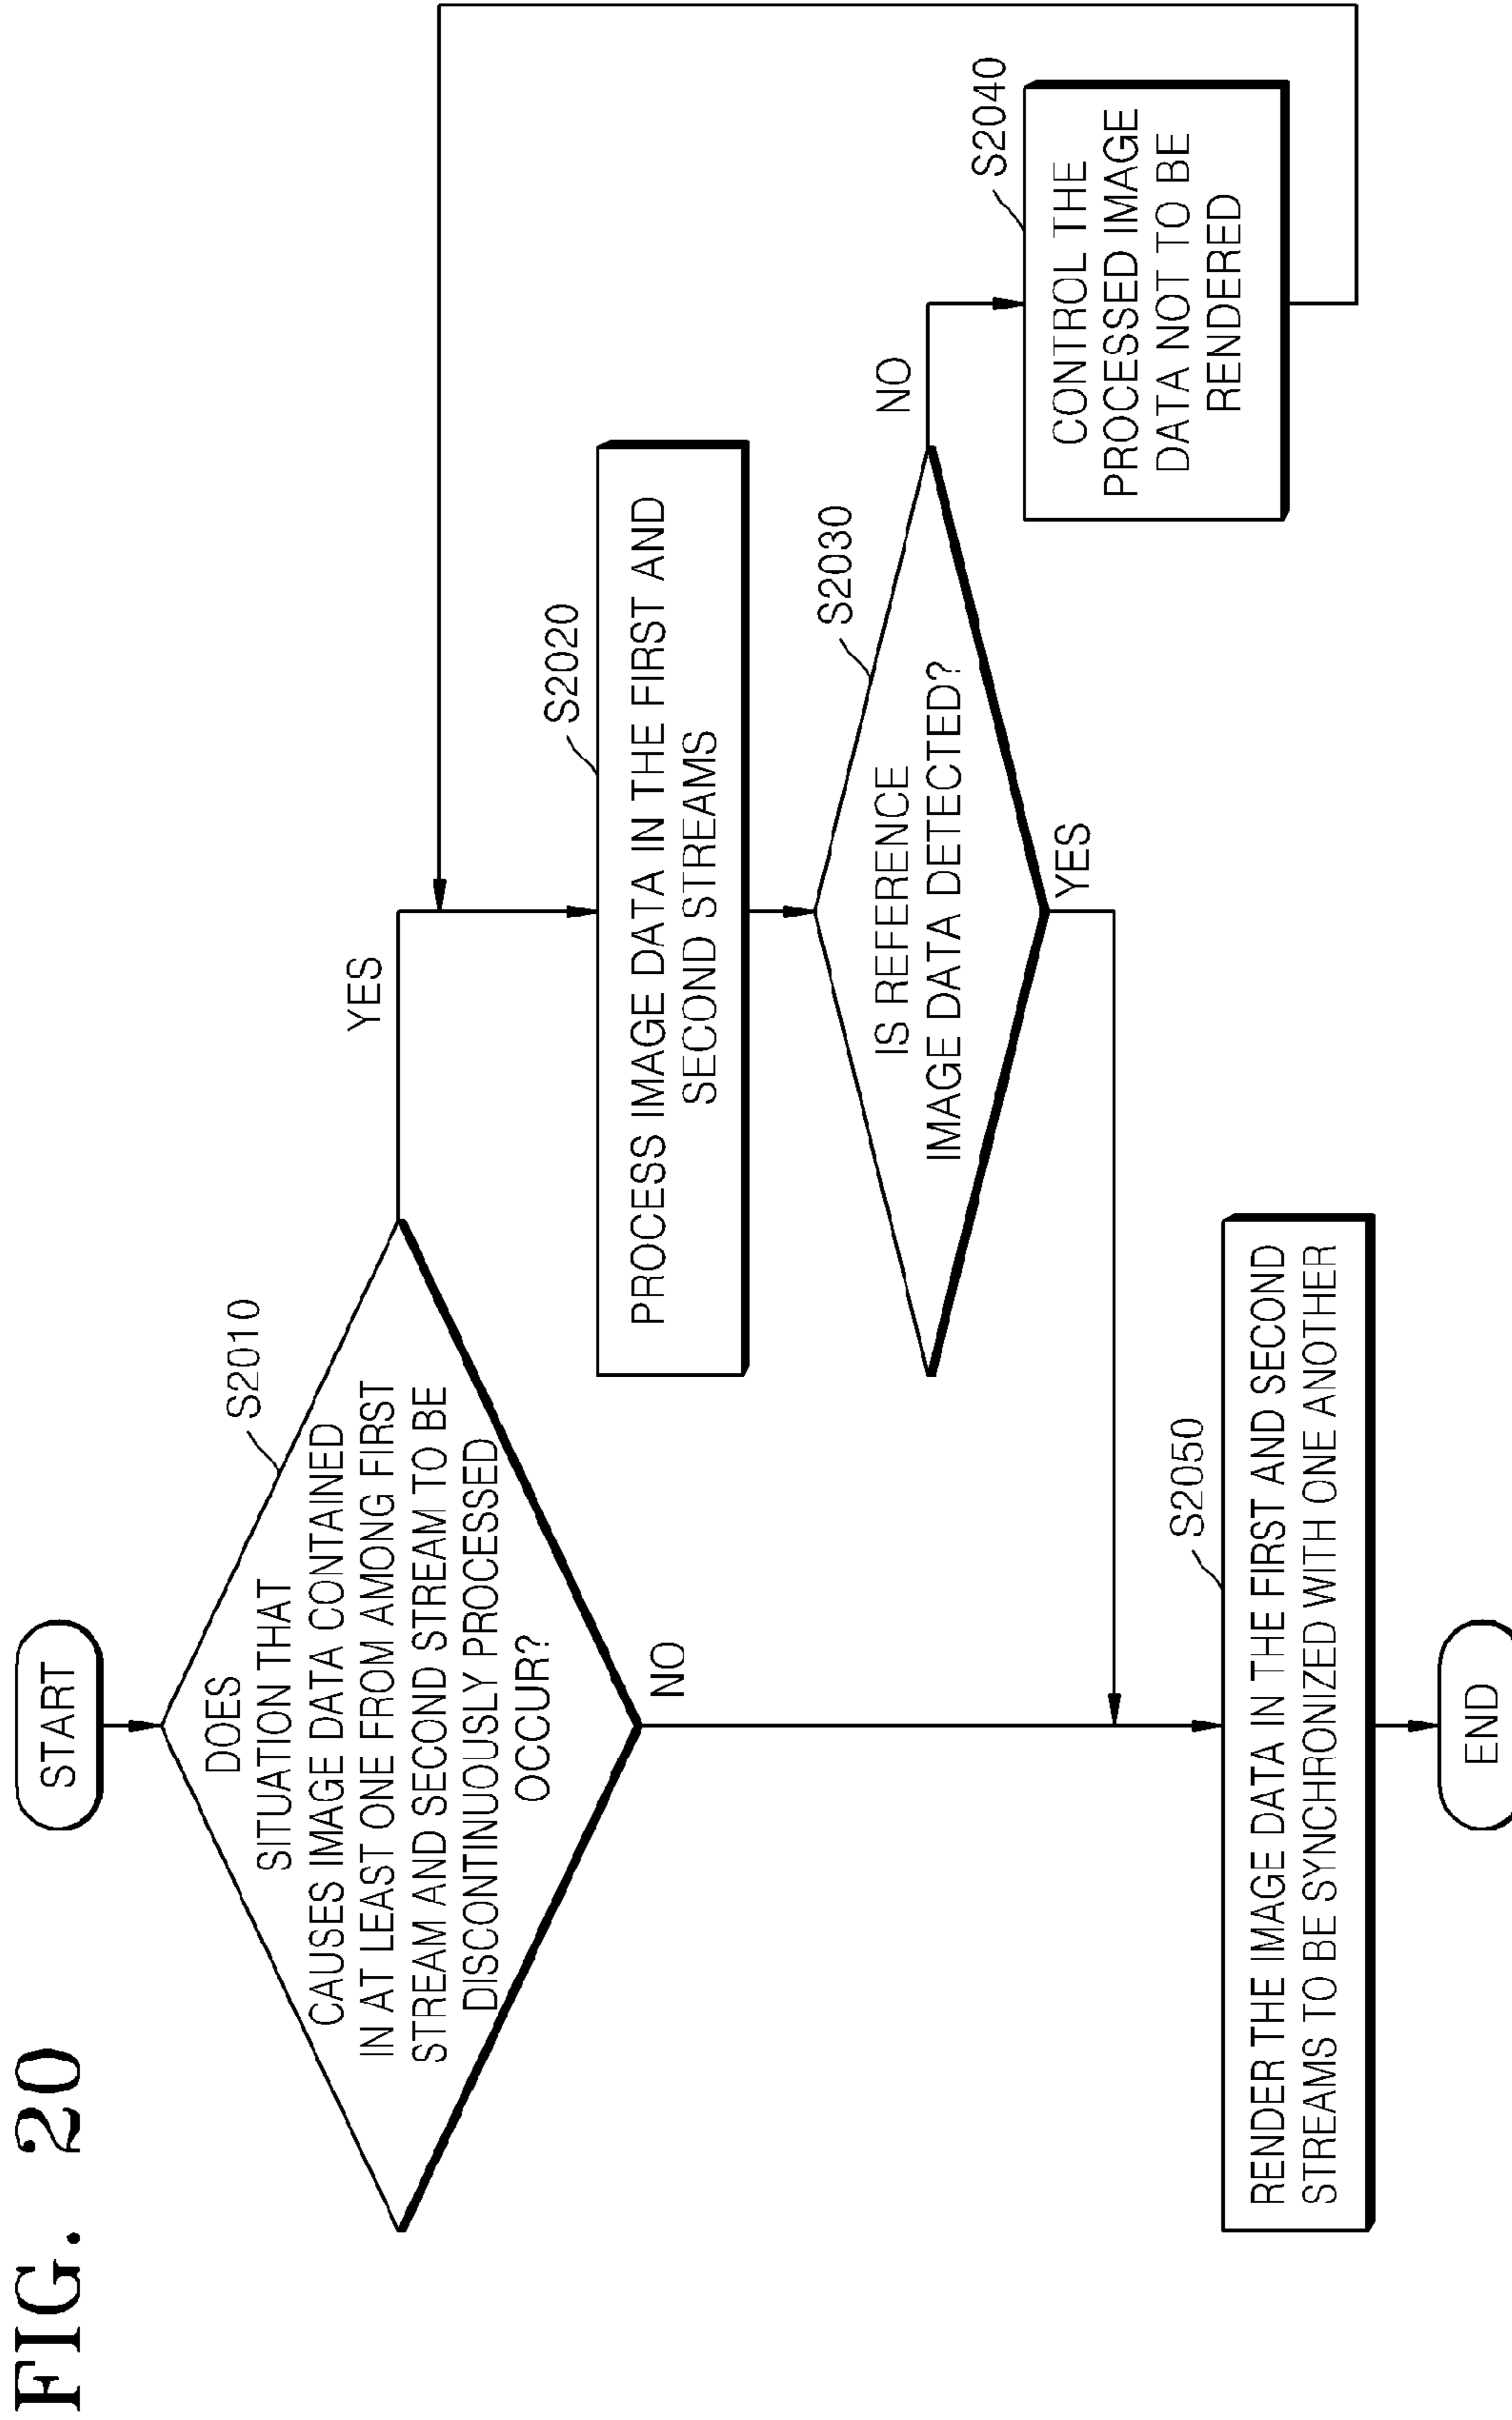 FIG. 20
START
S2010
DOES
SITUATION THAT
CAUSES IMAGE DATA CONTAINED
IN AT LEAST ONE FROM AMONG FIRST
STREAM AND SECOND STREAM TO BE
DISCONTINUOUSLY PROCESSED
OCCUR?
YES
NO
S2020
PROCESS IMAGE DATA IN THE FIRST AND
SECOND STREAMS
S2030
IS REFERENCE
IMAGE DATA DETECTED?
NO
YES
S2040
CONTROL THE
PROCESSED IMAGE
DATA NOT TO BE
RENDERED
S2050
RENDER THE IMAGE DATA IN THE FIRST AND SECOND
STREAMS TO BE SYNCHRONIZED WITH ONE ANOTHER
END